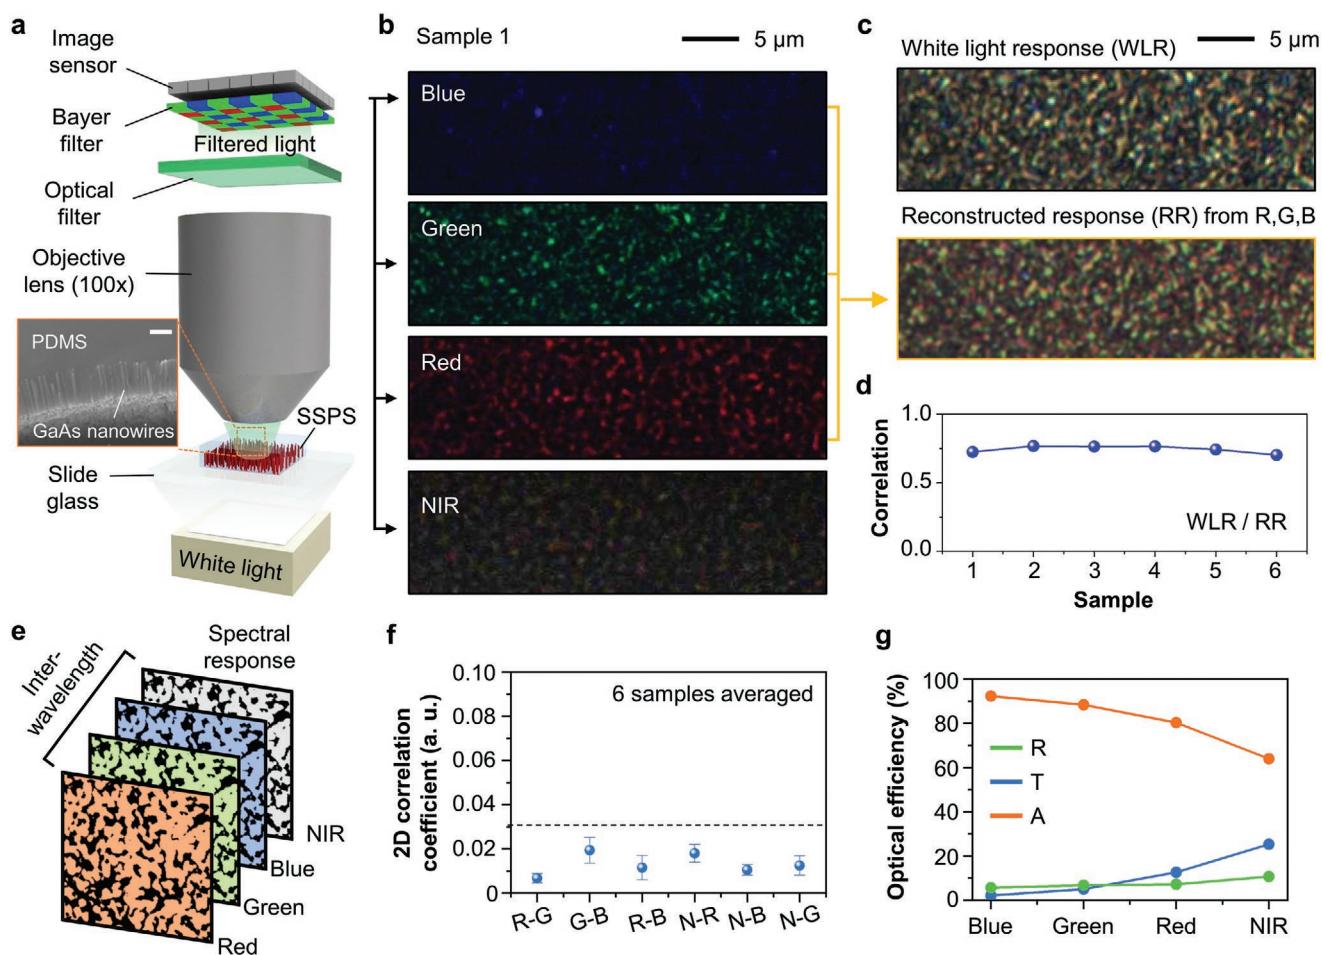 a
Image
sensor
Bayer
filter
Filtered light
Optical
filter
Objective
lens (100x)
PDMS
GaAs nanowires
SSPS
Slide
glass
White light
b
Sample 1
5 μm
Blue
Green
Red
NIR
c
White light response (WLR)
5 μm
Reconstructed response (RR) from R,G,B
d
Correlation
1.0
0.5
0.0
WLR / RR
1 2 3 4 5 6
Sample
e
Inter-
wavelength
Spectral
response
NIR
Blue
Green
Red
f
2D correlation
coefficient (a. u.)
0.10
0.08
0.06
0.04
0.02
0
6 samples averaged
R-G G-B R-B N-R N-B N-G
g
Optical efficiency (%)
100
80
60
40
20
0
R
T
A
Blue Green Red NIR